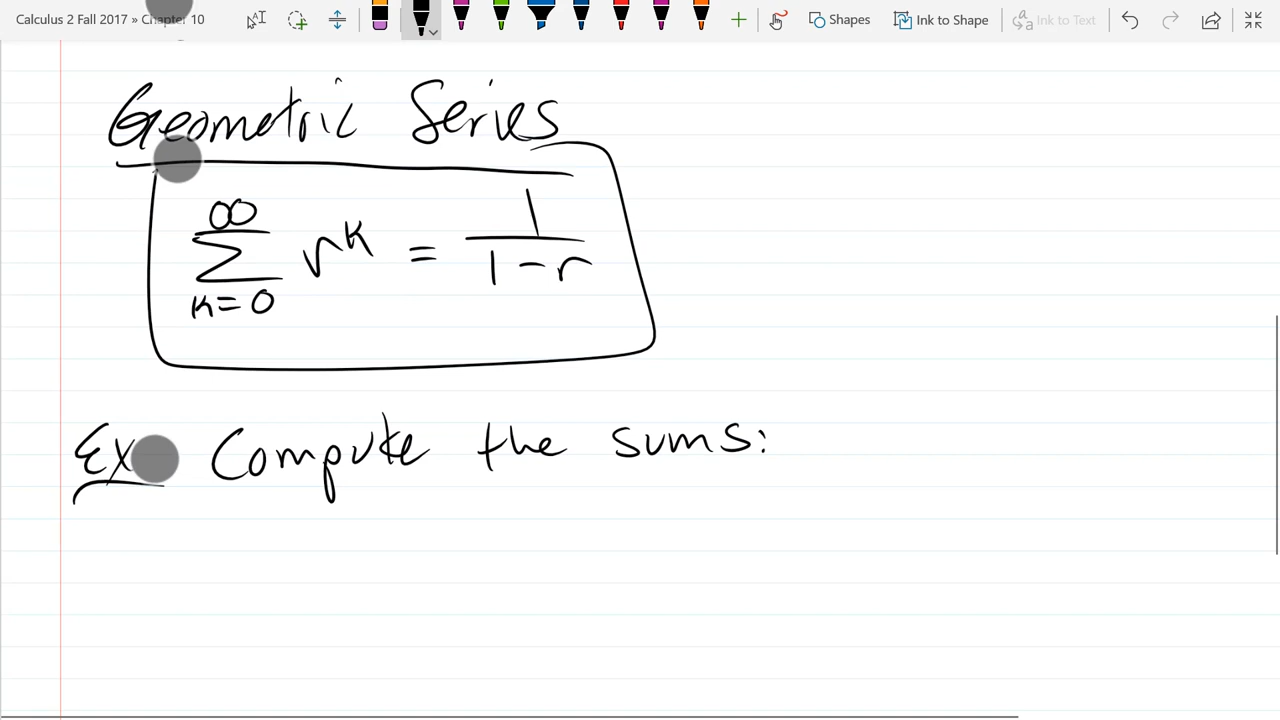 Calculus 2 Fall 2017 » Chapter 10
Shapes
Ink to Shape
Ink to Text
Geometric Series
∞
Σ r^k = 1/(1-r)
k=0
Ex Compute the sums: